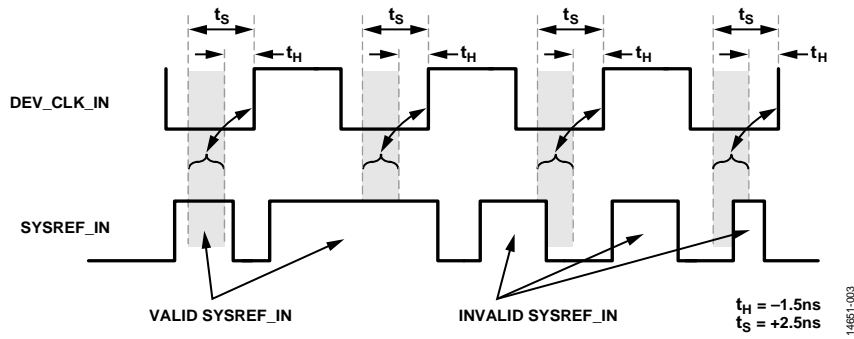 tS tS tS tS
tH tH tH tH
DEV_CLK_IN
SYSREF_IN
VALID SYSREF_IN
INVALID SYSREF_IN
tH = –1.5ns
tS = +2.5ns
14651-003